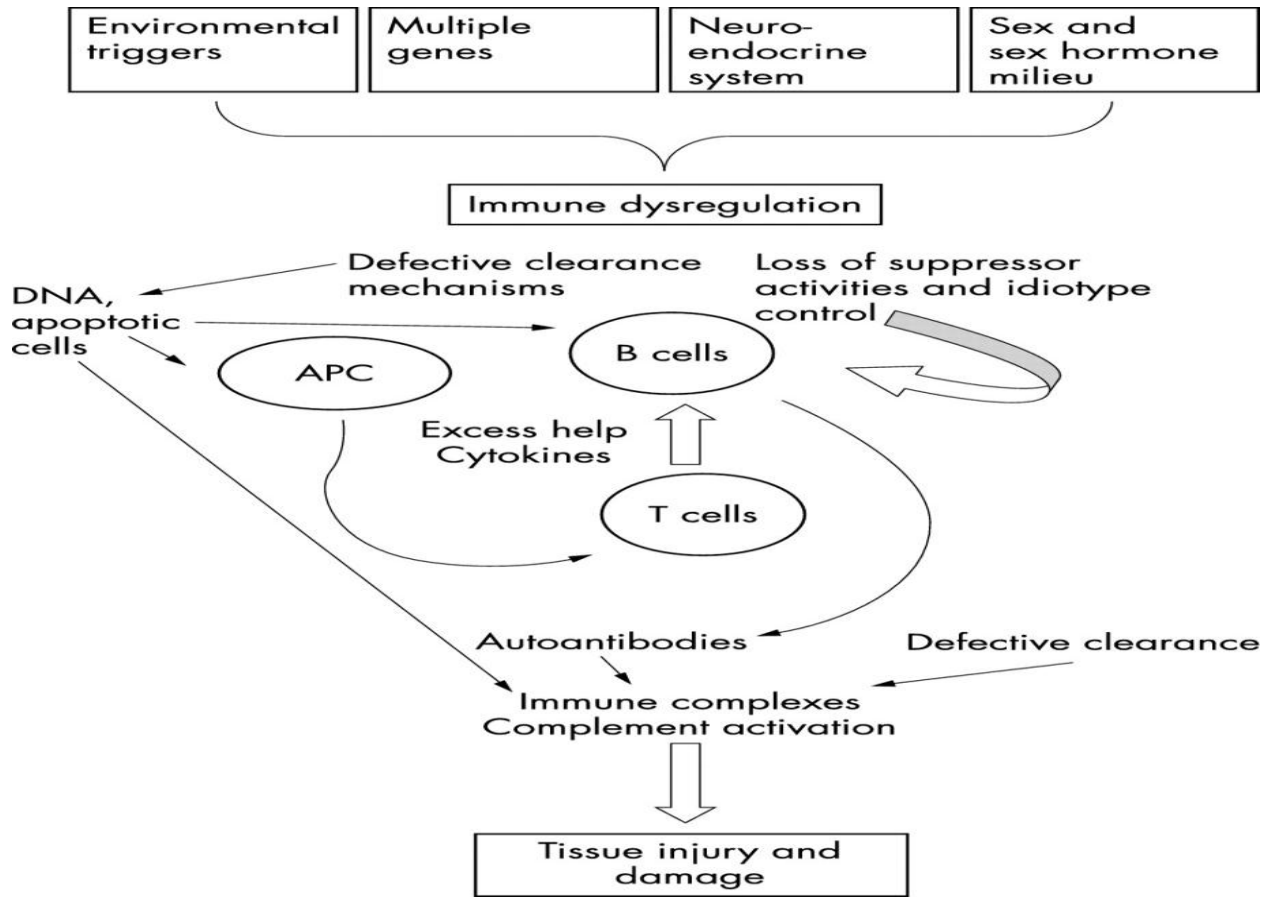 Environmental
triggers
Multiple
genes
Neuro-
endocrine
system
Sex and
sex hormone
milieu
Immune dysregulation
Defective clearance
mechanisms
Loss of suppressor
activities and idiotype
control
DNA,
apoptotic
cells
APC
B cells
Excess help
Cytokines
T cells
Autoantibodies
Defective clearance
Immune complexes
Complement activation
Tissue injury and
damage